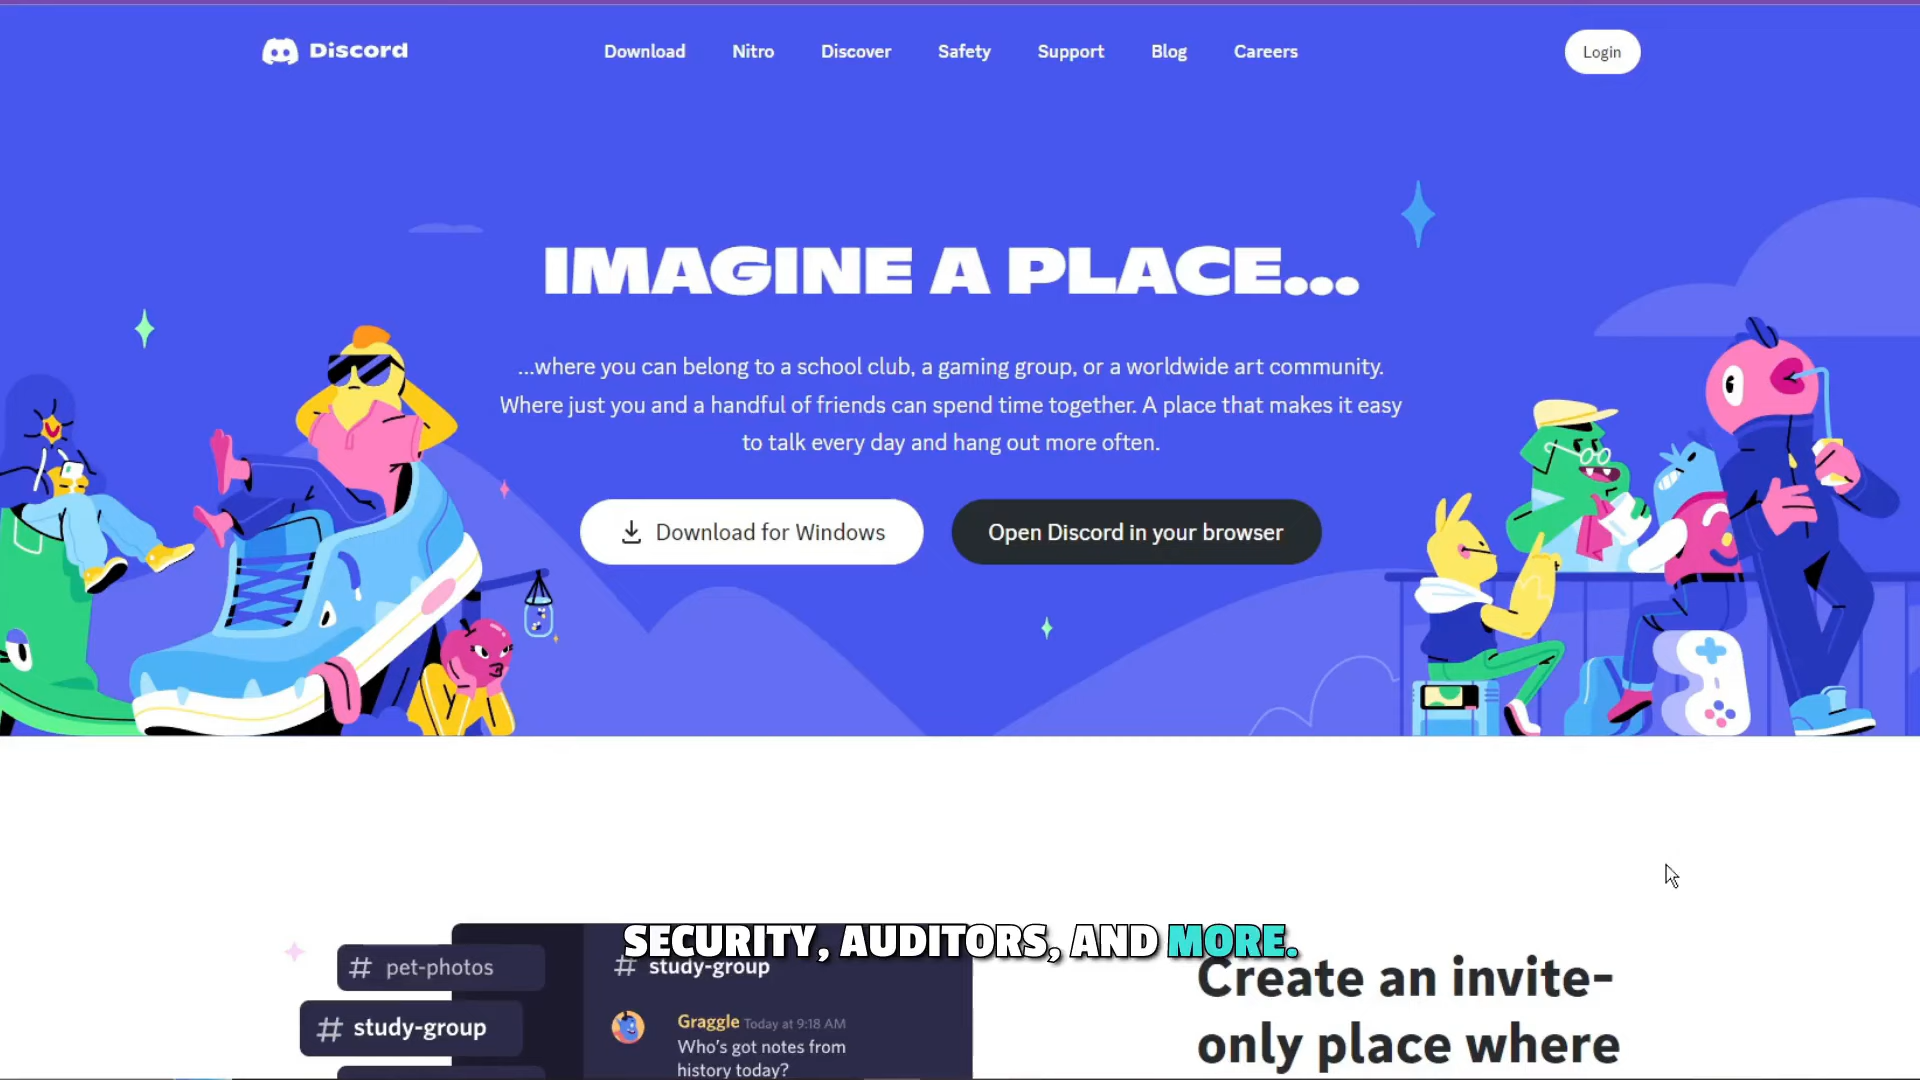 Discord
Download Nitro Discover Safety Support Blog Careers
Login
IMAGINE A PLACE...
...where you can belong to a school club, a gaming group, or a worldwide art community.
Where just you and a handful of friends can spend time together. A place that makes it easy
to talk every day and hang out more often.
Download for Windows
Open Discord in your browser
SECURITY, AUDITORS, AND MORE.
# pet-photos
# study-group
# study-group
Graggle Today at 9:18 AM
Who's got notes from
history today?
Create an invite-
only place where